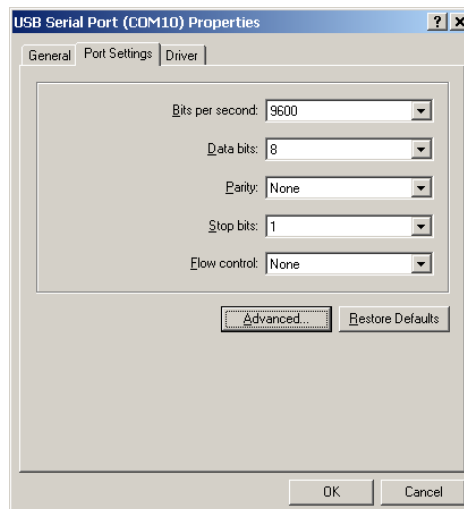 USB Serial Port (COM10) Properties
General Port Settings Driver
Bits per second: 9600
Data bits: 8
Parity: None
Stop bits: 1
Flow control: None
Advanced... Restore Defaults
OK Cancel